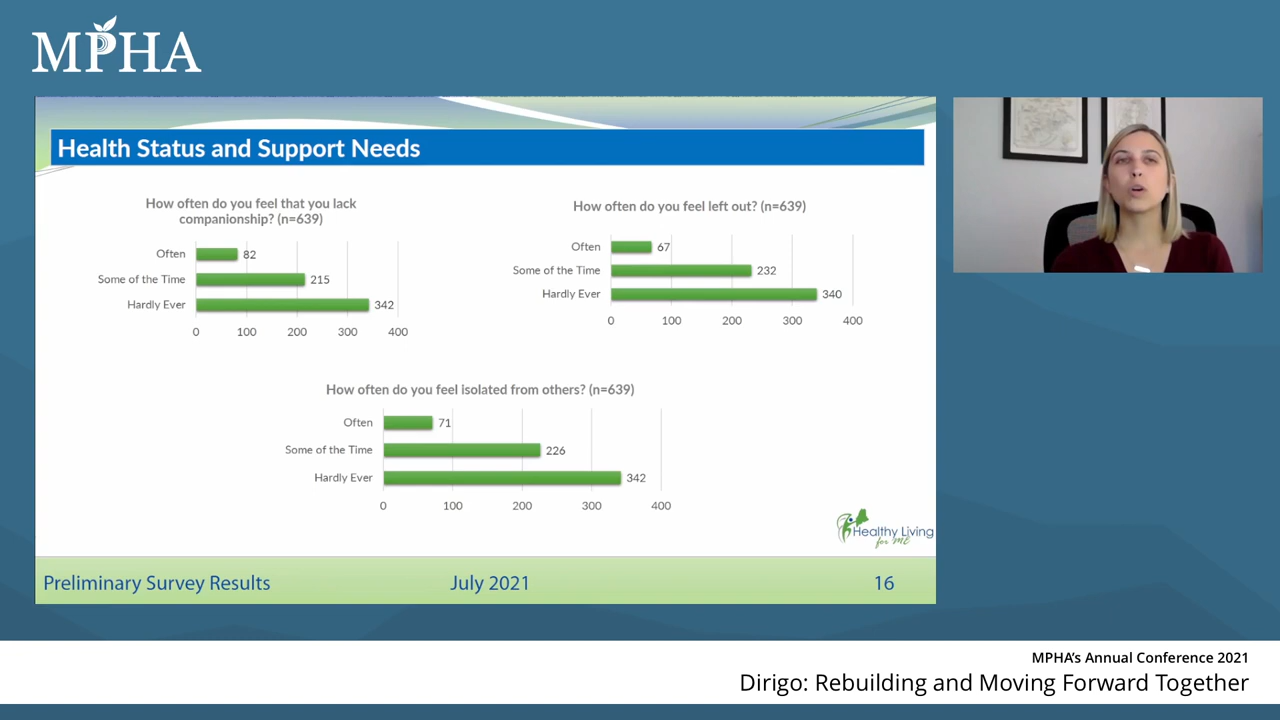 MPHA
Health Status and Support Needs
How often do you feel that you lack
companionship? (n=639)
Often
82
Some of the Time
215
Hardly Ever
342
0 100 200 300 400
How often do you feel left out? (n=639)
Often
67
Some of the Time
232
Hardly Ever
340
0 100 200 300 400
How often do you feel isolated from others? (n=639)
Often
71
Some of the Time
226
Hardly Ever
342
0 100 200 300 400
Healthy Living
for ME
Preliminary Survey Results July 2021 16
MPHA's Annual Conference 2021
Dirigo: Rebuilding and Moving Forward Together